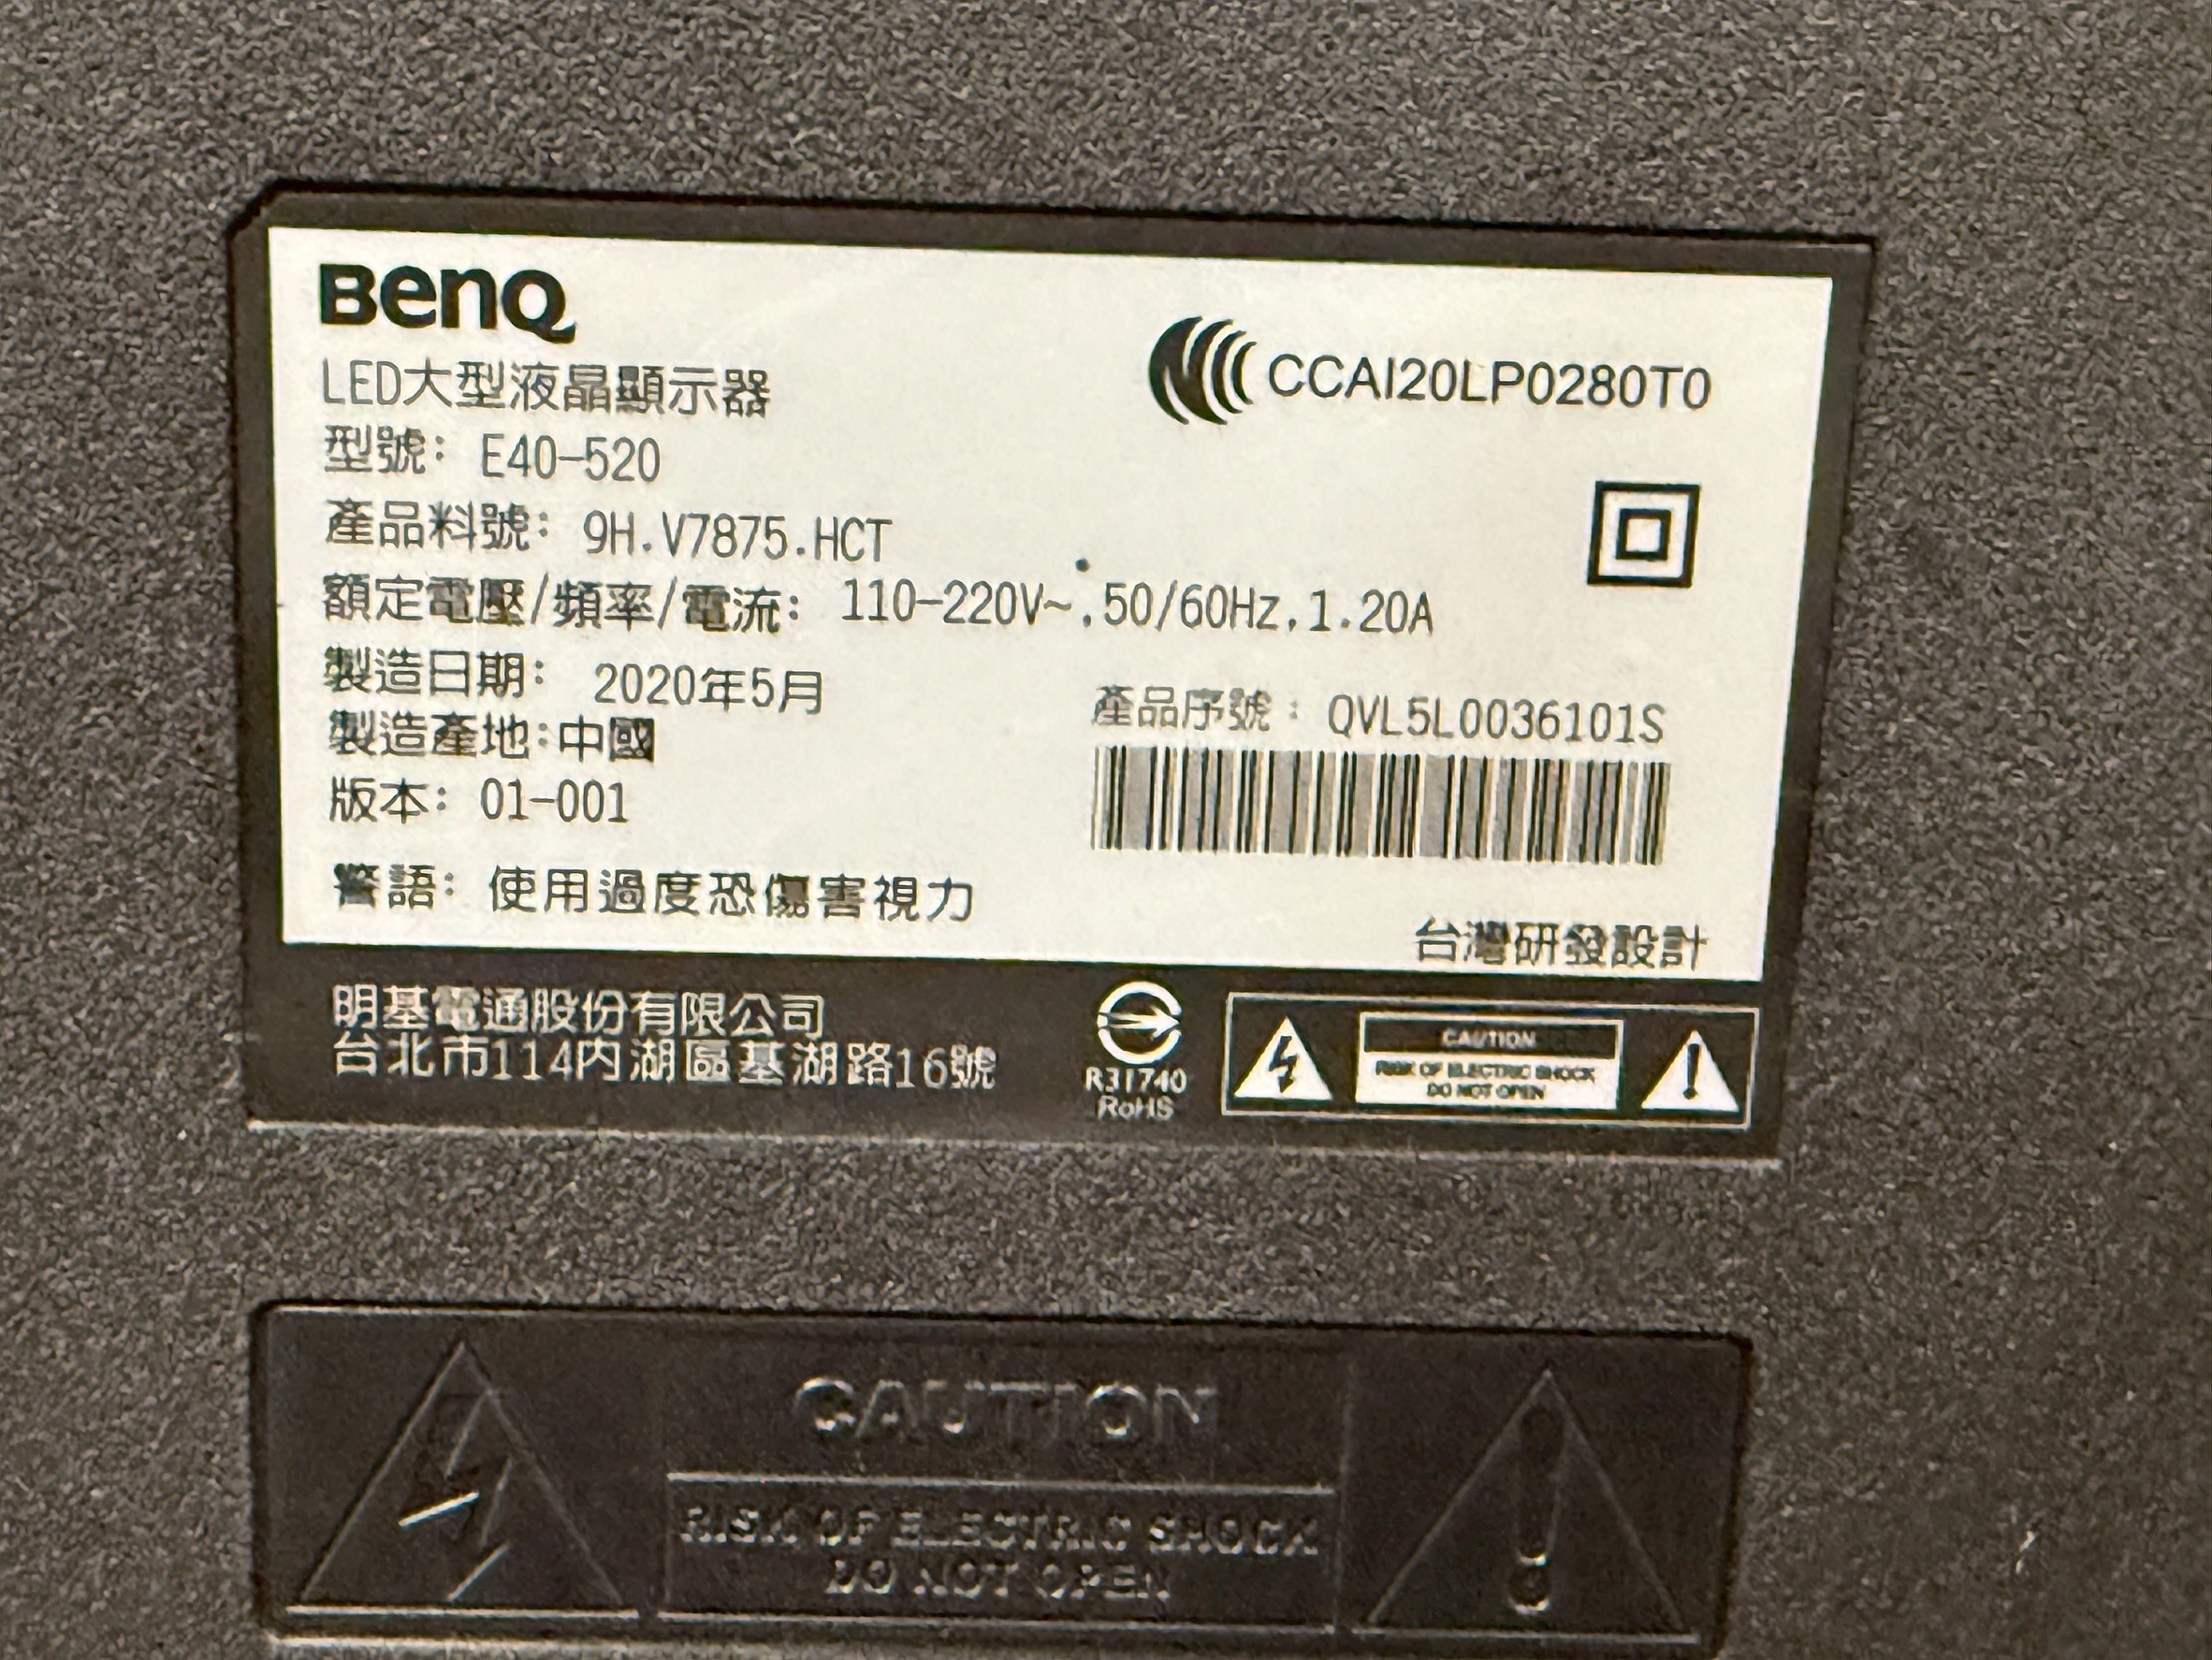 BenQ
LED大型液晶顯示器
CCAI20LP0280T0
型號: E40-520
產品料號: 9H.V7875.HCT
額定電壓/頻率/電流: 110-220V~,50/60Hz,1.20A
製造日期: 2020年5月
產品序號: QVL5L0036101S
製造產地:中國
版本: 01-001
警語: 使用過度恐傷害視力
台灣研發設計
明基電通股份有限公司
台北市114內湖區基湖路16號
R31740
RoHS
CAUTION
RISK OF ELECTRIC SHOCK
DO NOT OPEN
CAUTION
RISK OF ELECTRIC SHOCK
DO NOT OPEN